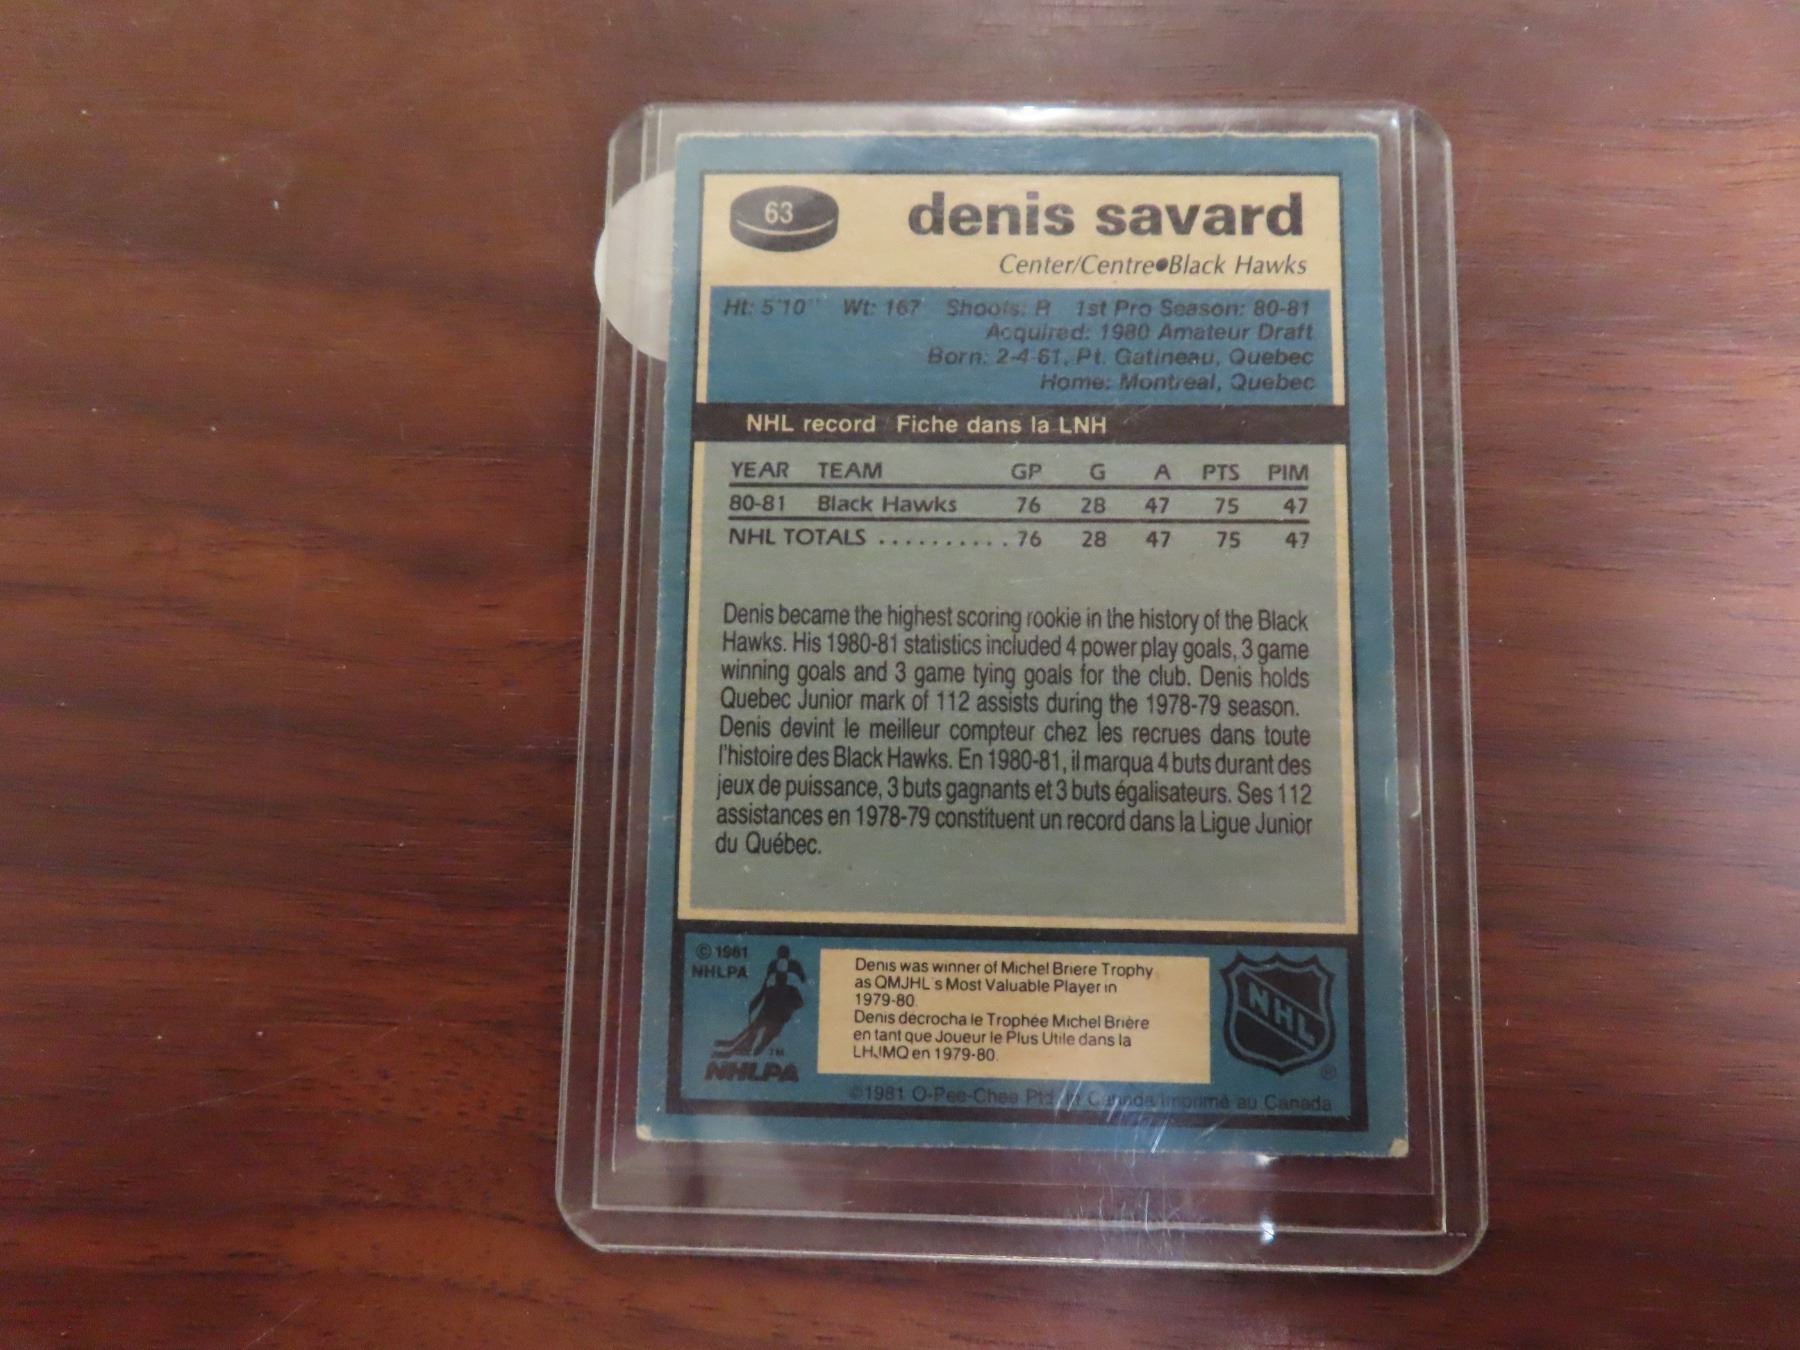 63
denis savard
Center/Centre●Black Hawks
Ht: 5'10" Wt: 167 Shoots: R 1st Pro Season: 80-81
Acquired: 1980 Amateur Draft
Born: 2-4-61, Pt. Gatineau, Quebec
Home: Montreal, Quebec
NHL record / Fiche dans la LNH
YEAR TEAM GP G A PTS PIM
80-81 Black Hawks 76 28 47 75 47
NHL TOTALS .......... 76 28 47 75 47
Denis became the highest scoring rookie in the history of the Black
Hawks. His 1980-81 statistics included 4 power play goals, 3 game
winning goals and 3 game tying goals for the club. Denis holds
Quebec Junior mark of 112 assists during the 1978-79 season.
Denis devint le meilleur compteur chez les recrues dans toute
l'histoire des Black Hawks. En 1980-81, il marqua 4 buts durant des
jeux de puissance, 3 buts gagnants et 3 buts égalisateurs. Ses 112
assistances en 1978-79 constituent un record dans la Ligue Junior
du Québec.
© 1981
NHLPA
Denis was winner of Michel Briere Trophy
as QMJHL's Most Valuable Player in
1979-80.
Denis décrocha le Trophée Michel Brière
en tant que Joueur le Plus Utile dans la
LHJMQ en 1979-80.
TM
NHLPA
NHL
®
©1981 O-Pee-Chee Ptd. in Canada/Imprimé au Canada